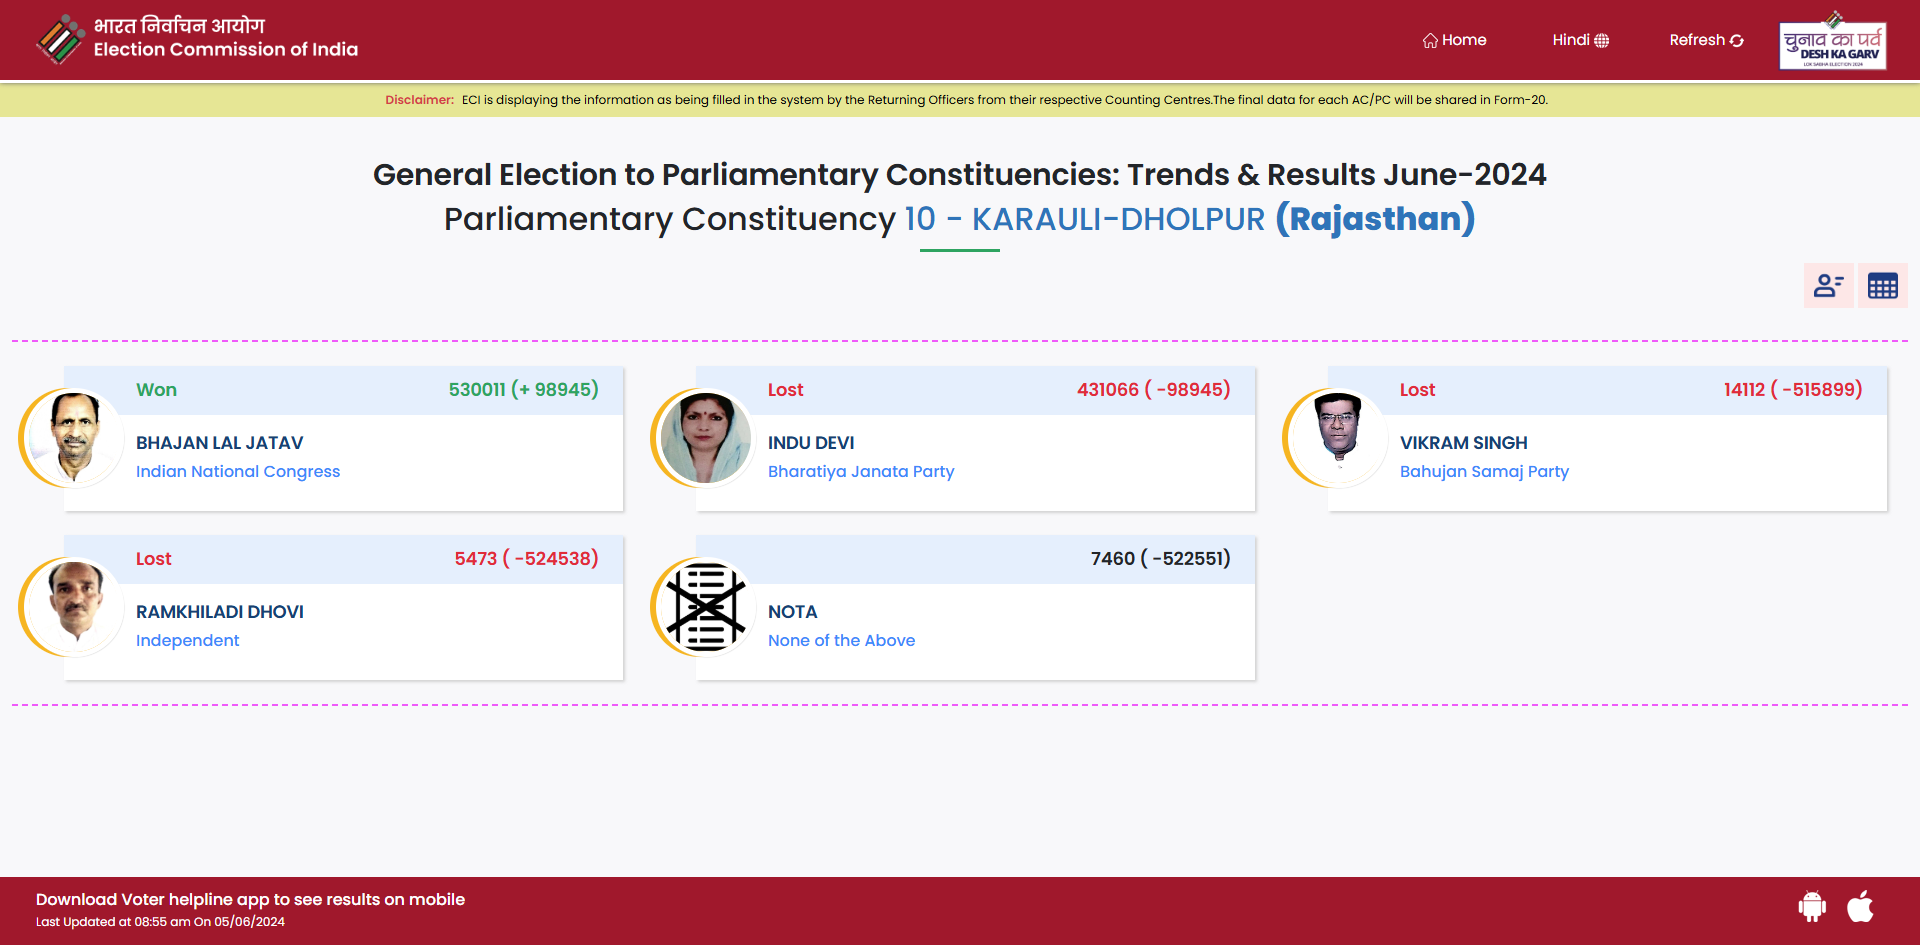 भारत निर्वाचन आयोग
Election Commission of India
Home
Hindi
Refresh
चुनाव का पर्व
DESH KA GARV
LOK SABHA ELECTION 2024
Disclaimer: ECI is displaying the information as being filled in the system by the Returning Officers from their respective Counting Centres.The final data for each AC/PC will be shared in Form-20.
General Election to Parliamentary Constituencies: Trends & Results June-2024
Parliamentary Constituency 10 - KARAULI-DHOLPUR (Rajasthan)
Won 530011 (+ 98945)
BHAJAN LAL JATAV
Indian National Congress
Lost 431066 ( -98945)
INDU DEVI
Bharatiya Janata Party
Lost 14112 ( -515899)
VIKRAM SINGH
Bahujan Samaj Party
Lost 5473 ( -524538)
RAMKHILADI DHOVI
Independent
7460 ( -522551)
NOTA
None of the Above
Download Voter helpline app to see results on mobile
Last Updated at 08:55 am On 05/06/2024